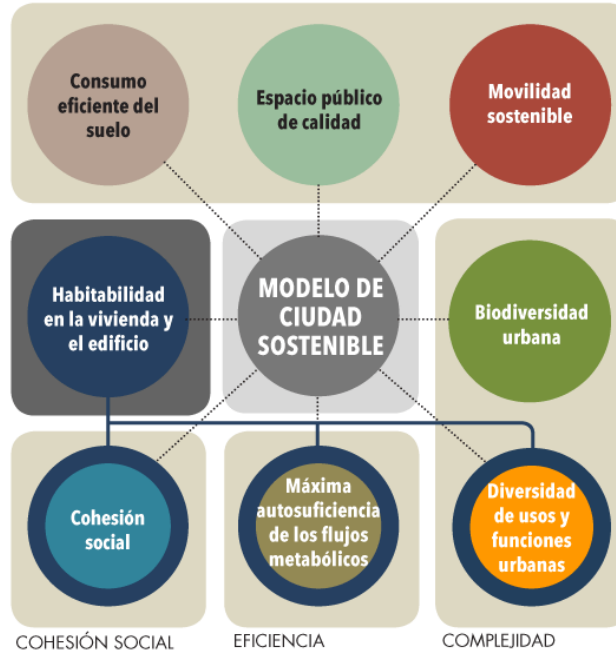 Consumo
eficiente del
suelo
Espacio público
de calidad
Movilidad
sostenible
Habitabilidad
en la vivienda y
el edificio
MODELO DE
CIUDAD
SOSTENIBLE
Biodiversidad
urbana
Cohesión
social
Máxima
autosuficiencia
de los flujos
metabólicos
Diversidad
de usos y
funciones
urbanas
COHESIÓN SOCIAL
EFICIENCIA
COMPLEJIDAD